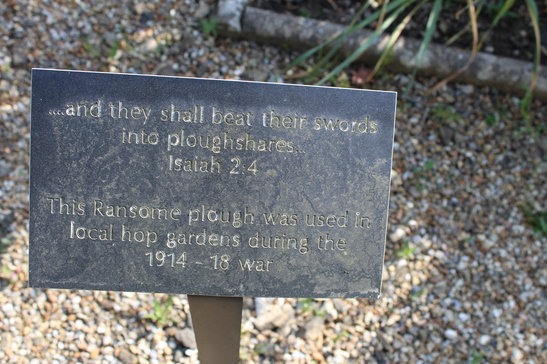 ....and they shall beat their swords
into ploughshares...
Isaiah 2:4
This Ransome plough was used in
local hop gardens during the
1914 - 18 war